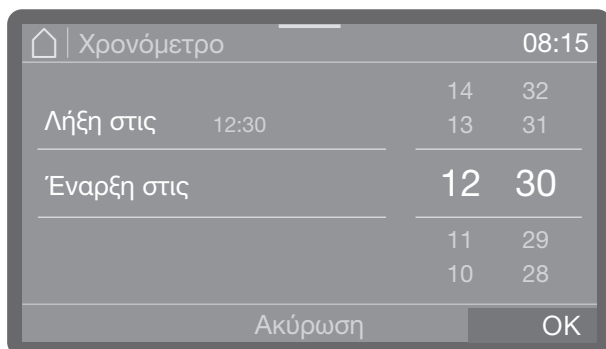 Χρονόμετρο 08:15
14 32
Λήξη στις 12:30 13 31
Έναρξη στις 12 30
11 29
10 28
Ακύρωση OK